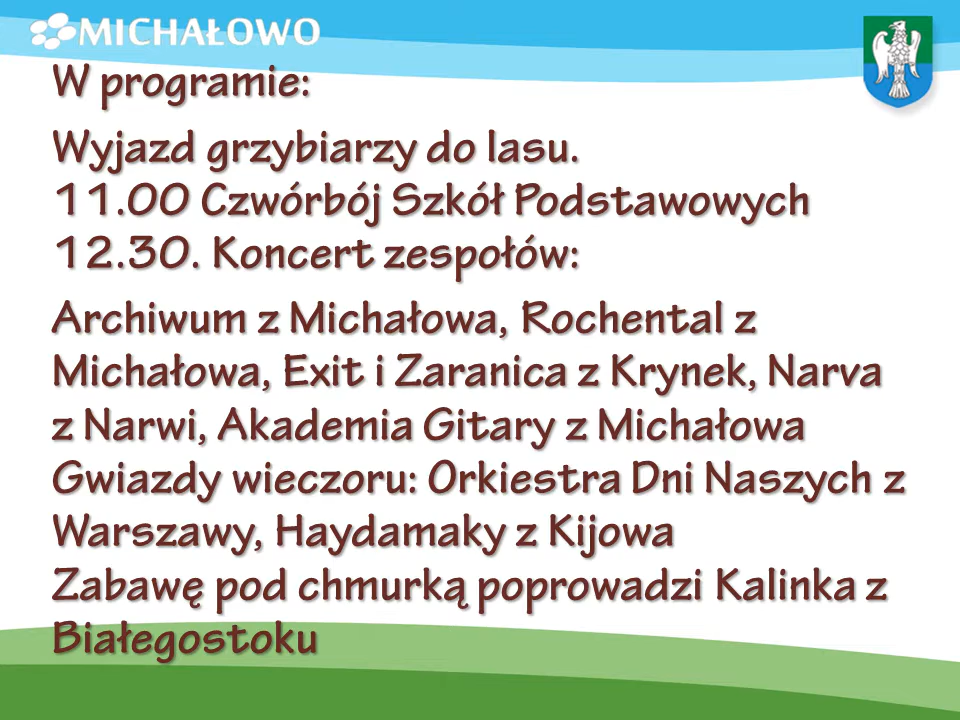 MICHAŁOWO
W programie:
Wyjazd grzybiarzy do lasu.
11.00 Czwórbój Szkół Podstawowych
12.30. Koncert zespołów:
Archiwum z Michałowa, Rochental z
Michałowa, Exit i Zaranica z Krynek, Narva
z Narwi, Akademia Gitary z Michałowa
Gwiazdy wieczoru: Orkiestra Dni Naszych z
Warszawy, Haydamaky z Kijowa
Zabawę pod chmurką poprowadzi Kalinka z
Białegostoku